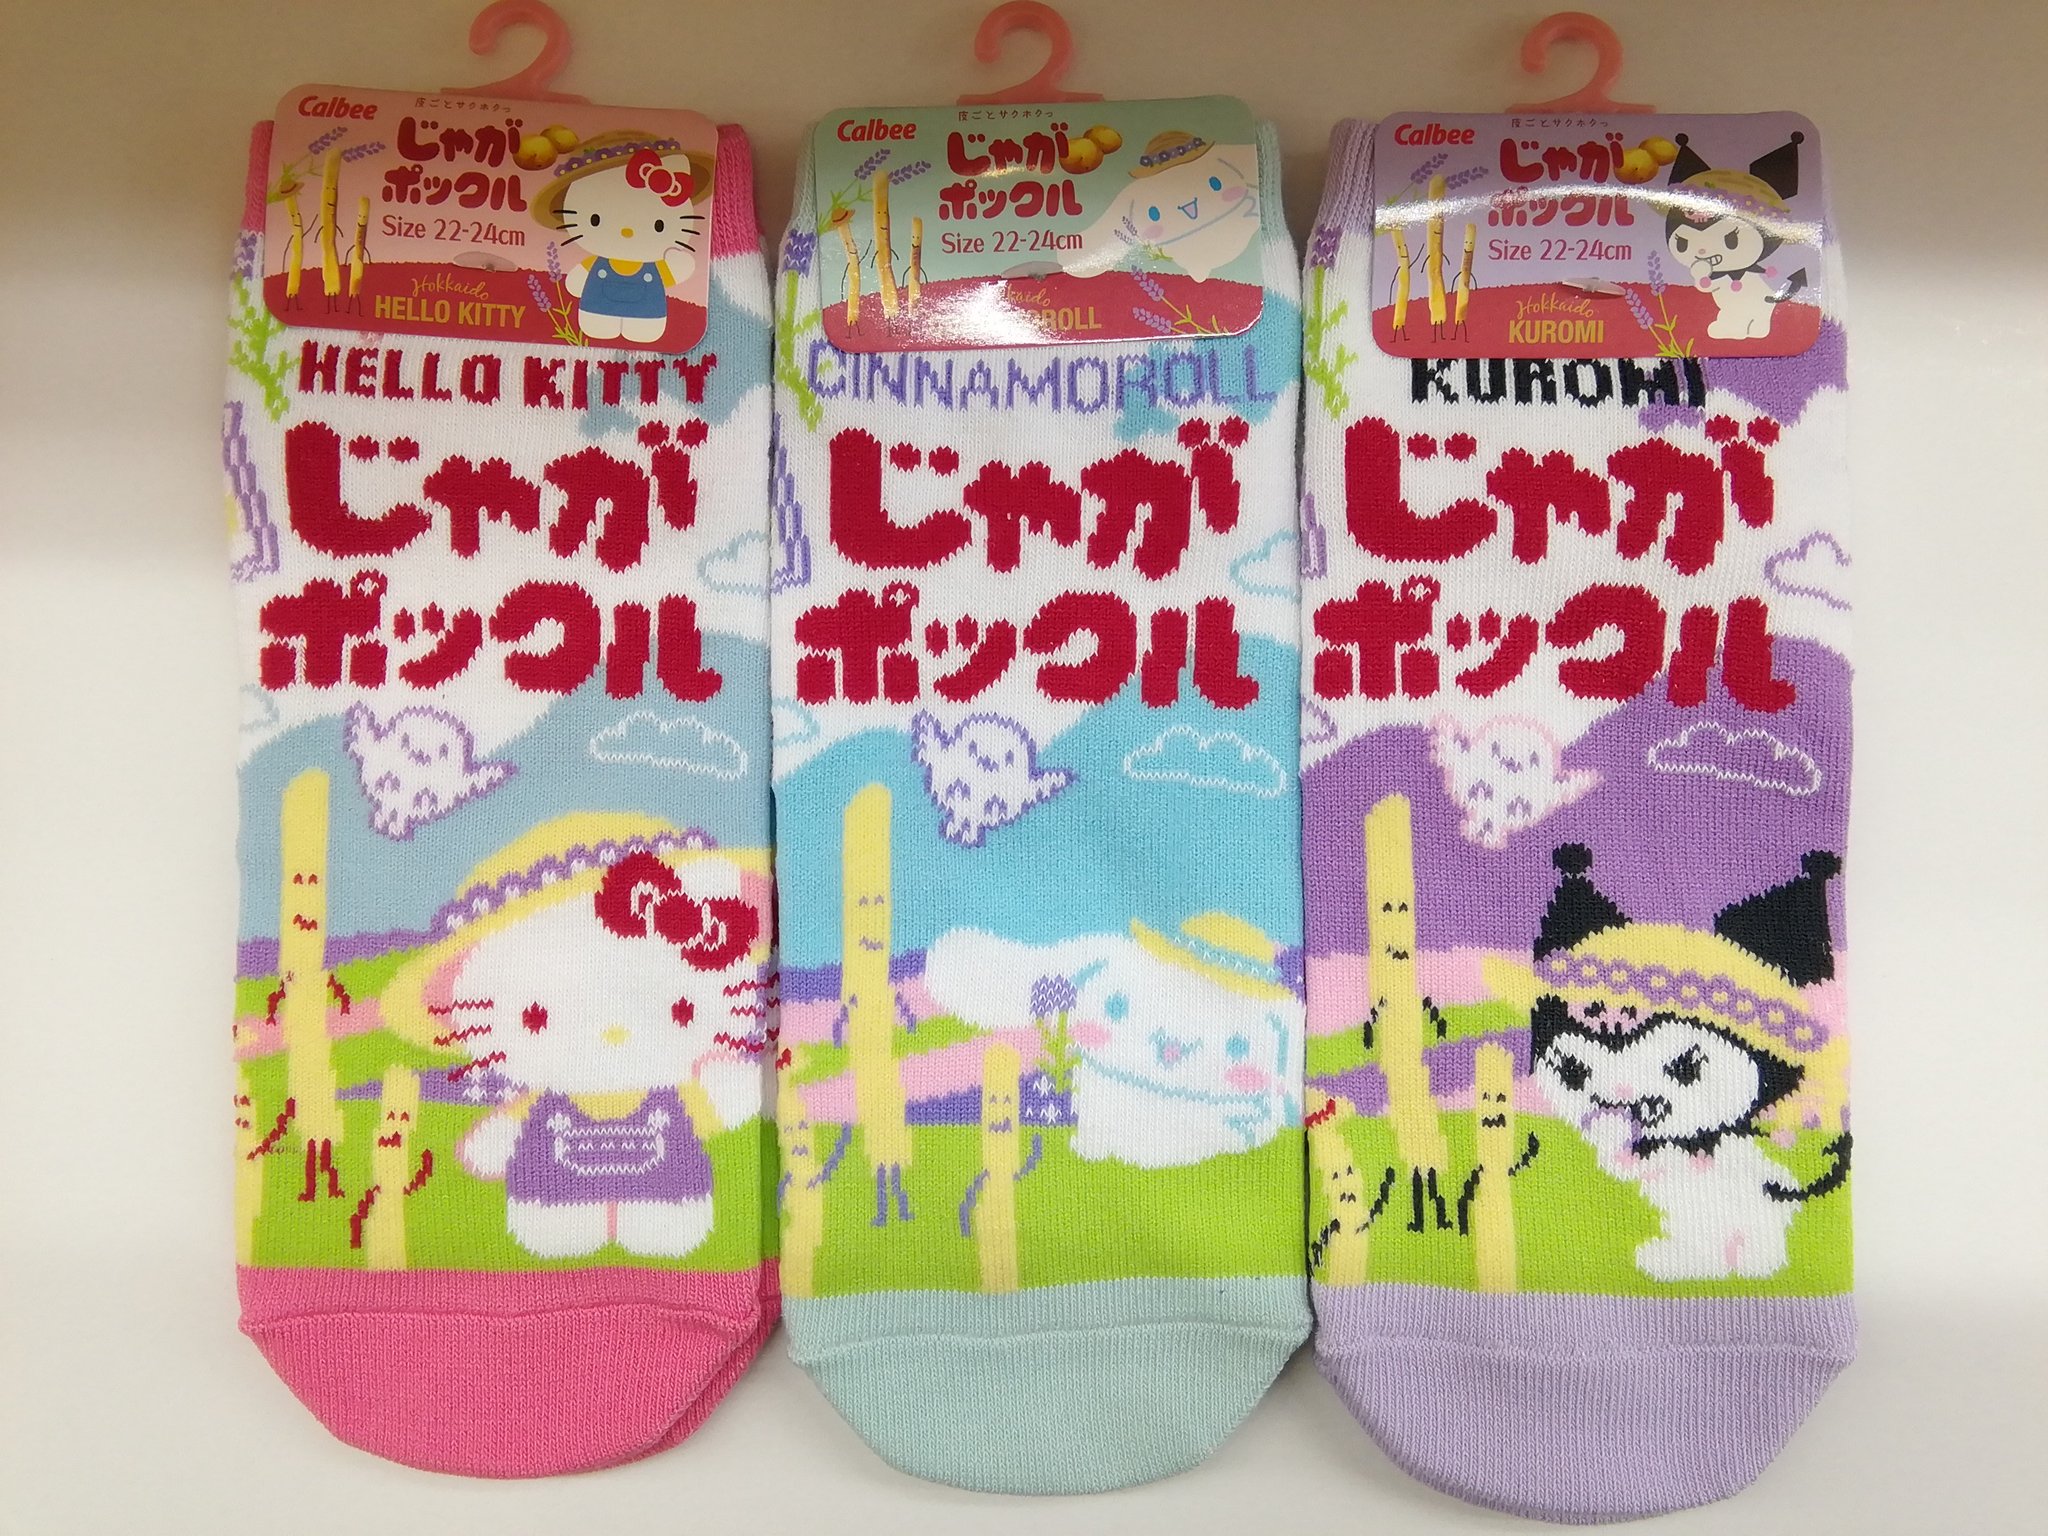 Calbee
皮ごとサクホクっ
じゃが
ポックル
Size 22-24cm
Hokkaido
HELLO KITTY
HELLO KITTY
じゃが
ポックル
Calbee
皮ごとサクホクっ
じゃが
ポックル
Size 22-24cm
CINNAMOROLL
じゃが
ポックル
Calbee
皮ごとサクホクっ
じゃが
ポックル
Size 22-24cm
Hokkaido
KUROMI
KUROMI
じゃが
ポックル